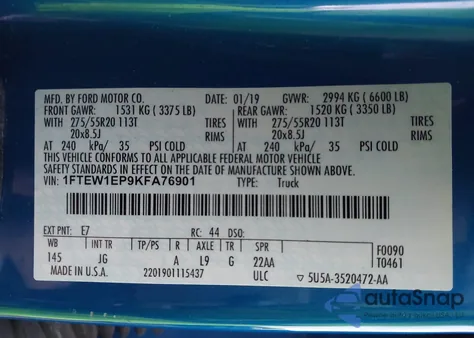 MFD. BY FORD MOTOR CO. DATE: 01/19 GVWR: 2994 KG (6600 LB)
FRONT GAWR: 1531 KG (3375 LB) REAR GAWR: 1520 KG (3350 LB)
WITH 275/55R20 113T TIRES WITH 275/55R20 113T TIRES
20x8.5J RIMS 20x8.5J RIMS
AT 240 kPa/ 35 PSI COLD AT 240 kPa/ 35 PSI COLD
THIS VEHICLE CONFORMS TO ALL APPLICABLE FEDERAL MOTOR VEHICLE
SAFETY STANDARDS IN EFFECT ON THE DATE OF MANUFACTURE SHOWN ABOVE.
VIN: 1FTEW1EP9KFA76901 TYPE: Truck
EXT PNT: E7 RC: 44 DSO:
WB INT TR TP/PS R AXLE TR SPR F0090
145 JG A L9 G 22AA T0461
MADE IN U.S.A. 2201901115437 ULC ▽ 5U5A-3520472-AA
autoSnap